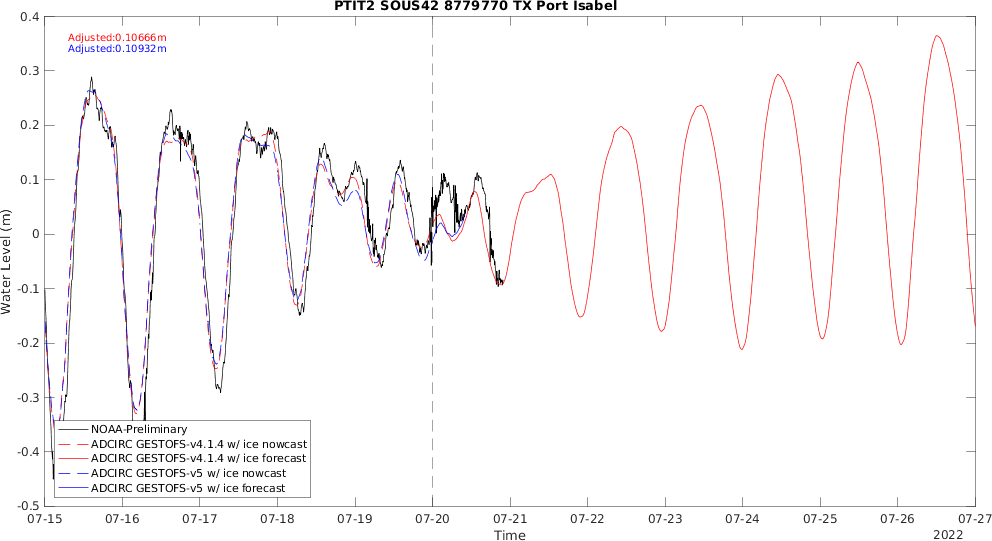 PTIT2 SOUS42 8779770 TX Port Isabel
Adjusted:0.10666m
Adjusted:0.10932m
0.4
0.3
0.2
0.1
0
-0.1
-0.2
-0.3
-0.4
-0.5
Water Level (m)
NOAA-Preliminary
ADCIRC GESTOFS-v4.1.4 w/ ice nowcast
ADCIRC GESTOFS-v4.1.4 w/ ice forecast
ADCIRC GESTOFS-v5 w/ ice nowcast
ADCIRC GESTOFS-v5 w/ ice forecast
07-15 07-16 07-17 07-18 07-19 07-20 07-21 07-22 07-23 07-24 07-25 07-26 07-27
Time
2022